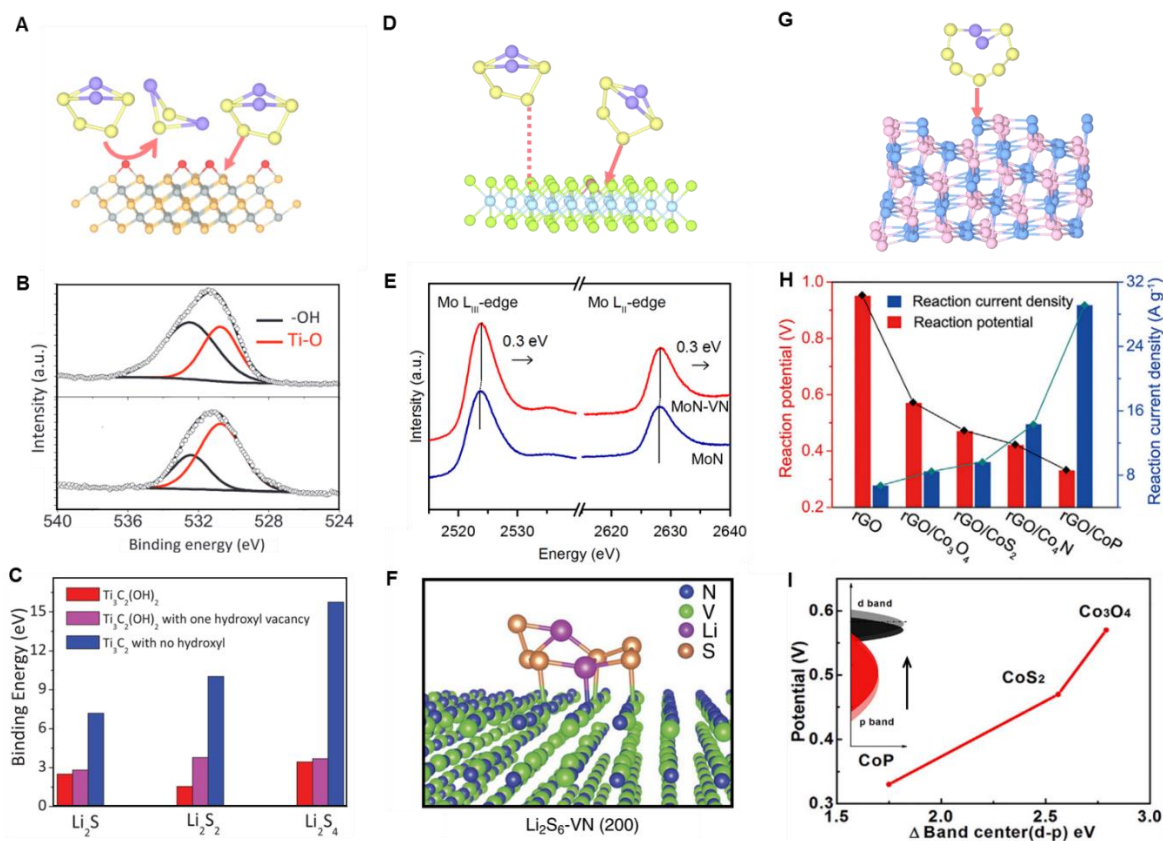 A
D
G
B
-OH
Ti-O
Intensity (a.u.)
540 536 532 528 524
Binding energy (eV)
E
Mo L_III-edge
Mo L_II-edge
0.3 eV
0.3 eV
MoN-VN
MoN
Intensity (a.u.)
2520 2530 2620 2630 2640
Energy (eV)
H
Reaction current density
Reaction potential
1.0
0.8
0.6
0.4
0.2
Reaction potential (V)
32
24
16
8
Reaction current density (A g⁻¹)
rGO
rGO/Co₃O₄
rGO/CoS₂
rGO/Co₄N
rGO/CoP
C
Ti₃C₂(OH)₂
Ti₃C₂(OH)₂ with one hydroxyl vacancy
Ti₃C₂ with no hydroxyl
15
12
9
6
3
0
Binding Energy (eV)
Li₂S Li₂S₂ Li₂S₄
F
N
V
Li
S
Li₂S₆-VN (200)
I
0.6
0.5
0.4
0.3
Potential (V)
d band
p band
CoP
CoS₂
Co₃O₄
1.5 2.0 2.5 3.0
Δ Band center(d-p) eV